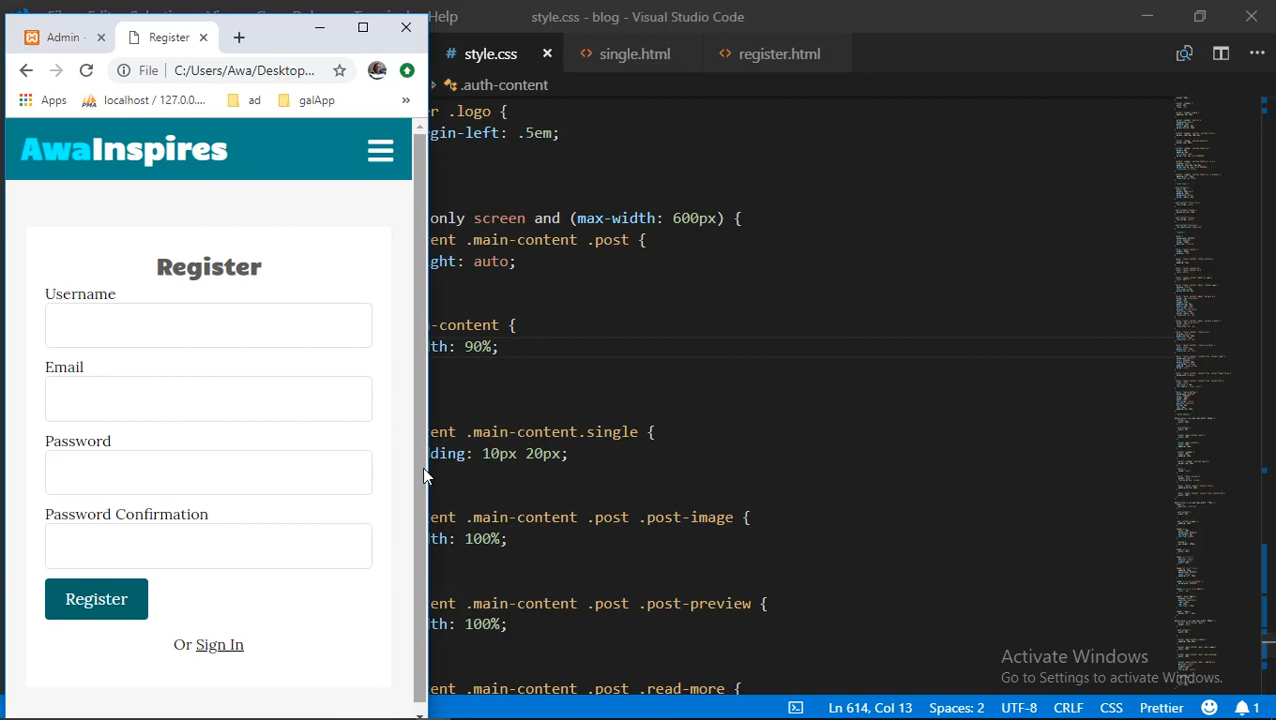 Help
style.css - blog - Visual Studio Code
Admin -
Register
style.css
single.html
register.html
File
C:/Users/Awa/Desktop...
.auth-content
Apps
localhost / 127.0.0....
ad
galApp
»
r .logo {
gin-left: .5em;
AwaInspires
only screen and (max-width: 600px) {
ent .main-content .post {
ght: auto;
Register
Username
-content {
th: 90%;
Email
Password
ent .main-content.single {
ding: 10px 20px;
Password Confirmation
ent .main-content .post .post-image {
th: 100%;
Register
ent .main-content .post .post-preview {
th: 100%;
Or Sign In
Activate Windows
Go to Settings to activate Windows.
ent .main-content .post .read-more {
Ln 614, Col 13
Spaces: 2
UTF-8
CRLF
CSS
Prettier
1